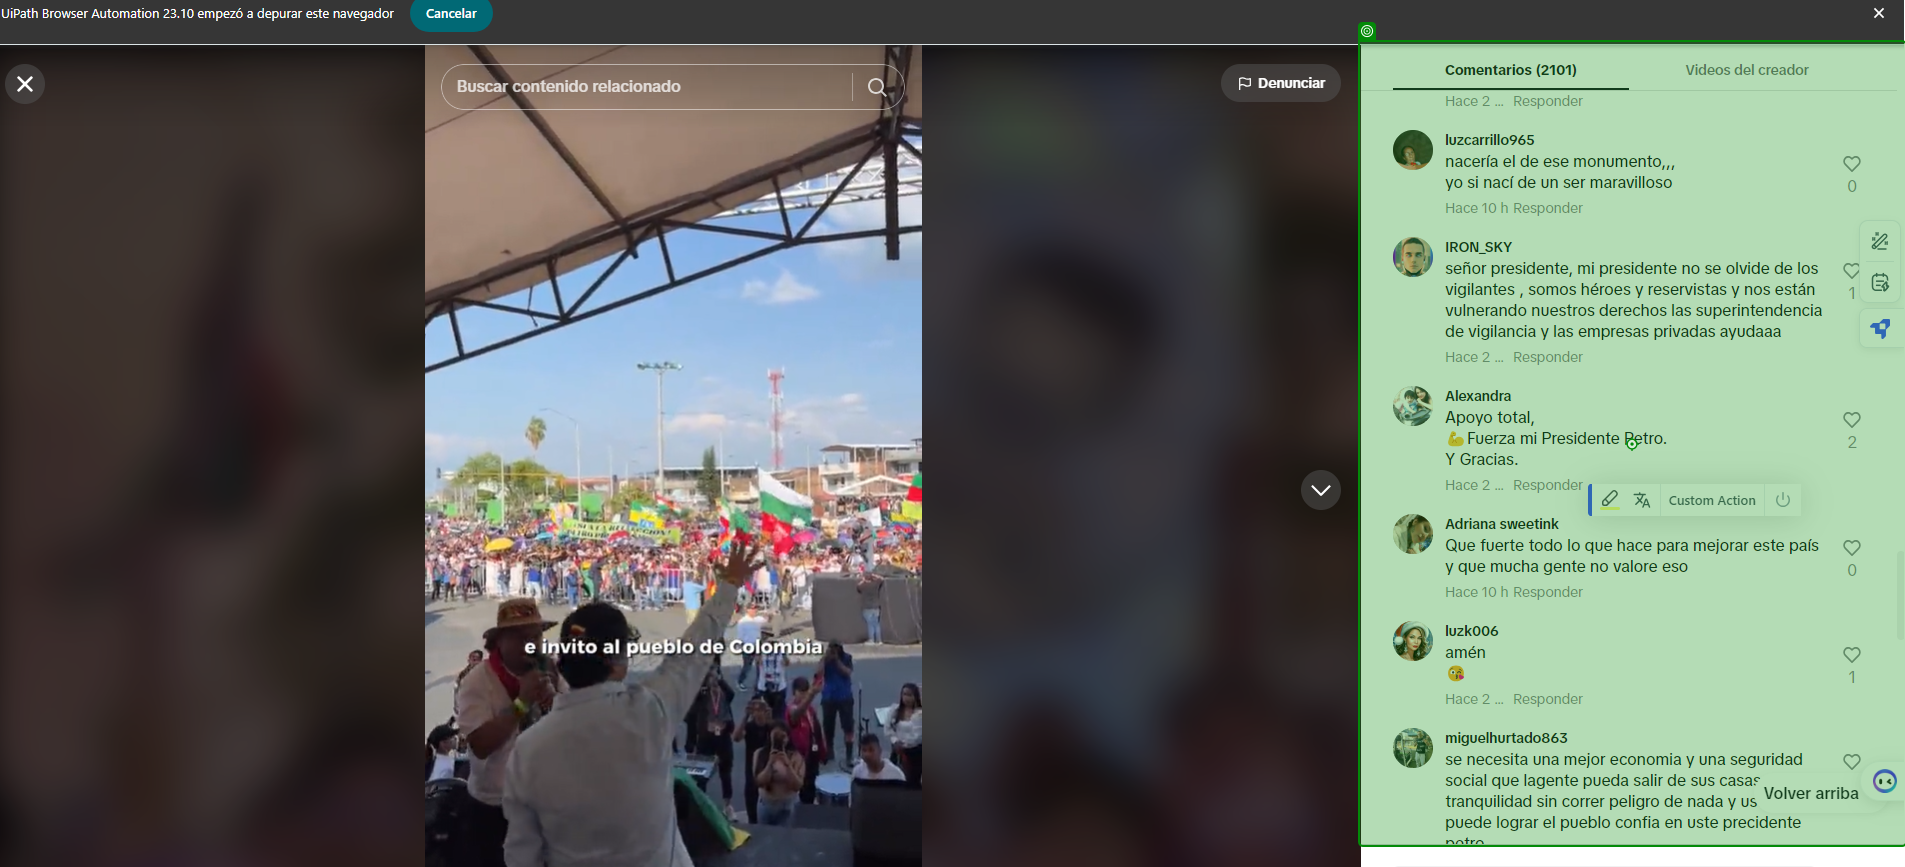 UiPath Browser Automation 23.10 empezó a depurar este navegador
Cancelar
Buscar contenido relacionado
Denunciar
e invito al pueblo de Colombia
Comentarios (2101)
Videos del creador
Hace 2 ... Responder
luzcarrillo965
nacería el de ese monumento,,,
yo si nací de un ser maravilloso
0
Hace 10 h Responder
IRON_SKY
señor presidente, mi presidente no se olvide de los
vigilantes , somos héroes y reservistas y nos están
vulnerando nuestros derechos las superintendencia
de vigilancia y las empresas privadas ayudaaa
1
Hace 2 ... Responder
Alexandra
Apoyo total,
💪Fuerza mi Presidente Petro.
Y Gracias.
2
Hace 2 ... Responder
Custom Action
Adriana sweetink
Que fuerte todo lo que hace para mejorar este país
y que mucha gente no valore eso
0
Hace 10 h Responder
luzk006
amén
😘
1
Hace 2 ... Responder
miguelhurtado863
se necesita una mejor economia y una seguridad
social que lagente pueda salir de sus casas
tranquilidad sin correr peligro de nada y us
puede lograr el pueblo confia en uste precidente
petro
Volver arriba